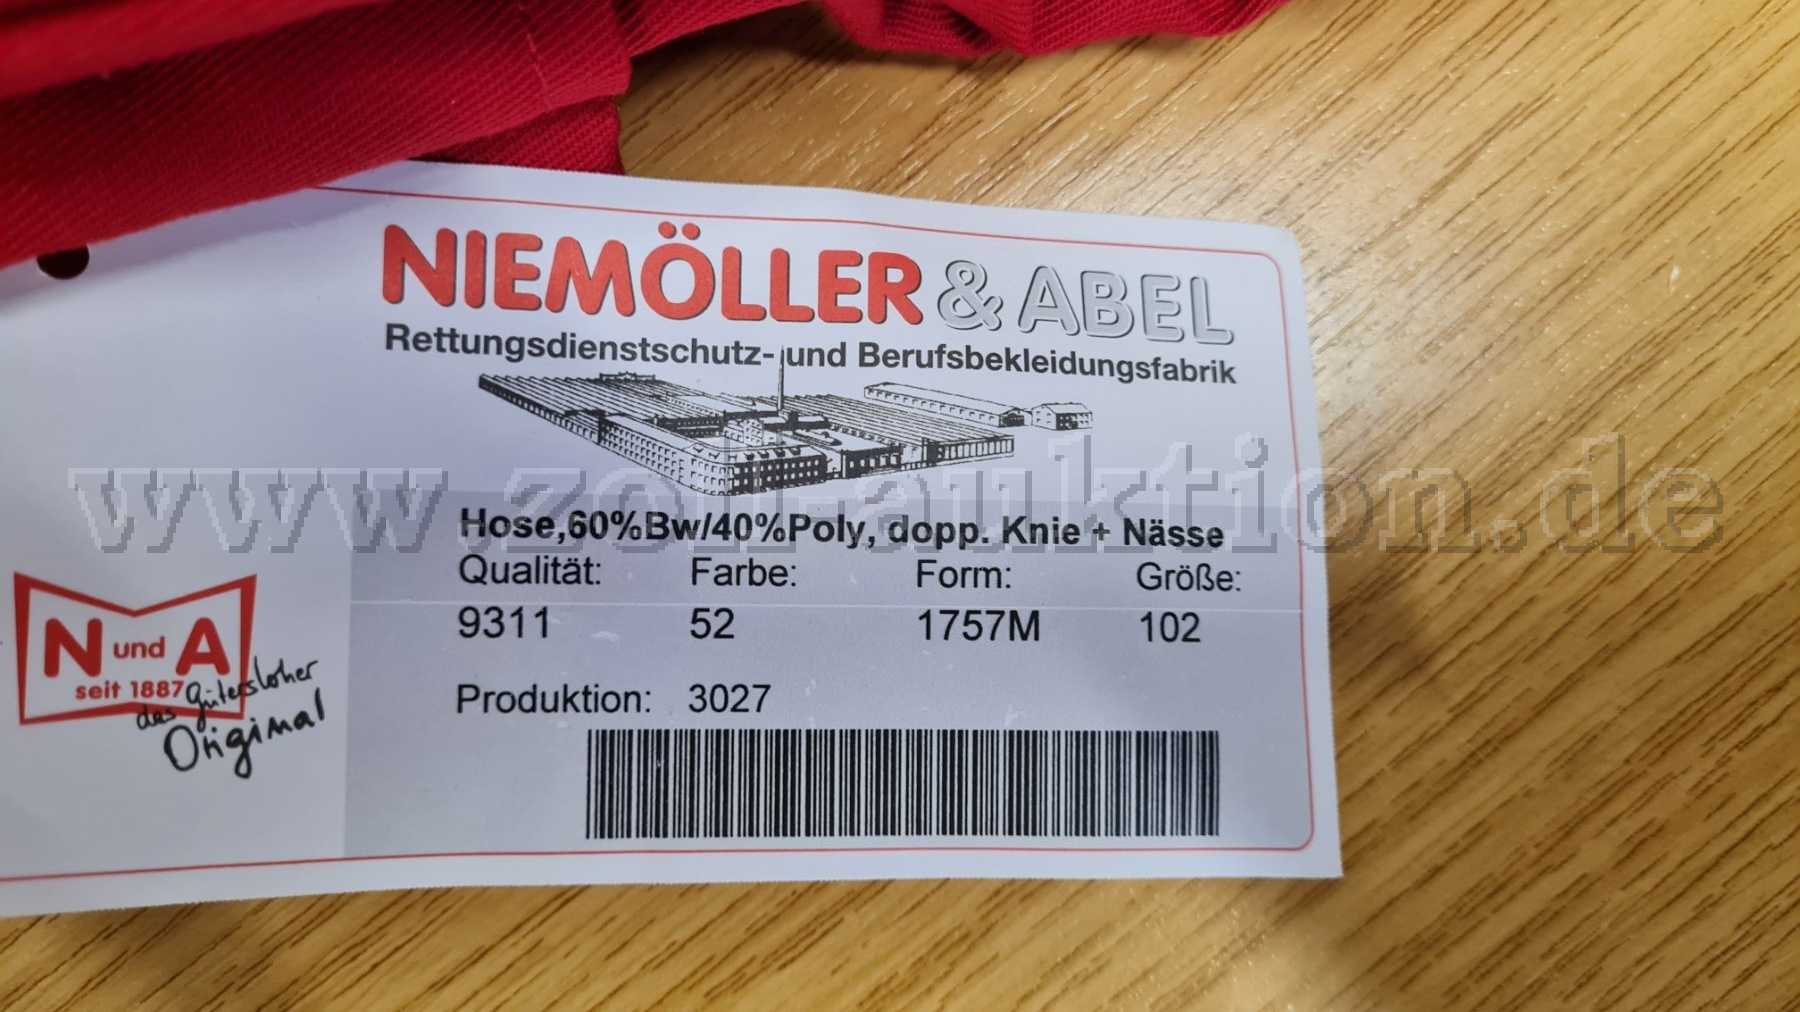 NIEMÖLLER & ABEL
Rettungsdienstschutz- und Berufsbekleidungsfabrik
www.zoll-auktion.de
Hose,60%Bw/40%Poly, dopp. Knie + Nässe
Qualität: Farbe: Form: Größe:
9311 52 1757M 102
Produktion: 3027
N und A
seit 1887
das Gütersloher
Original